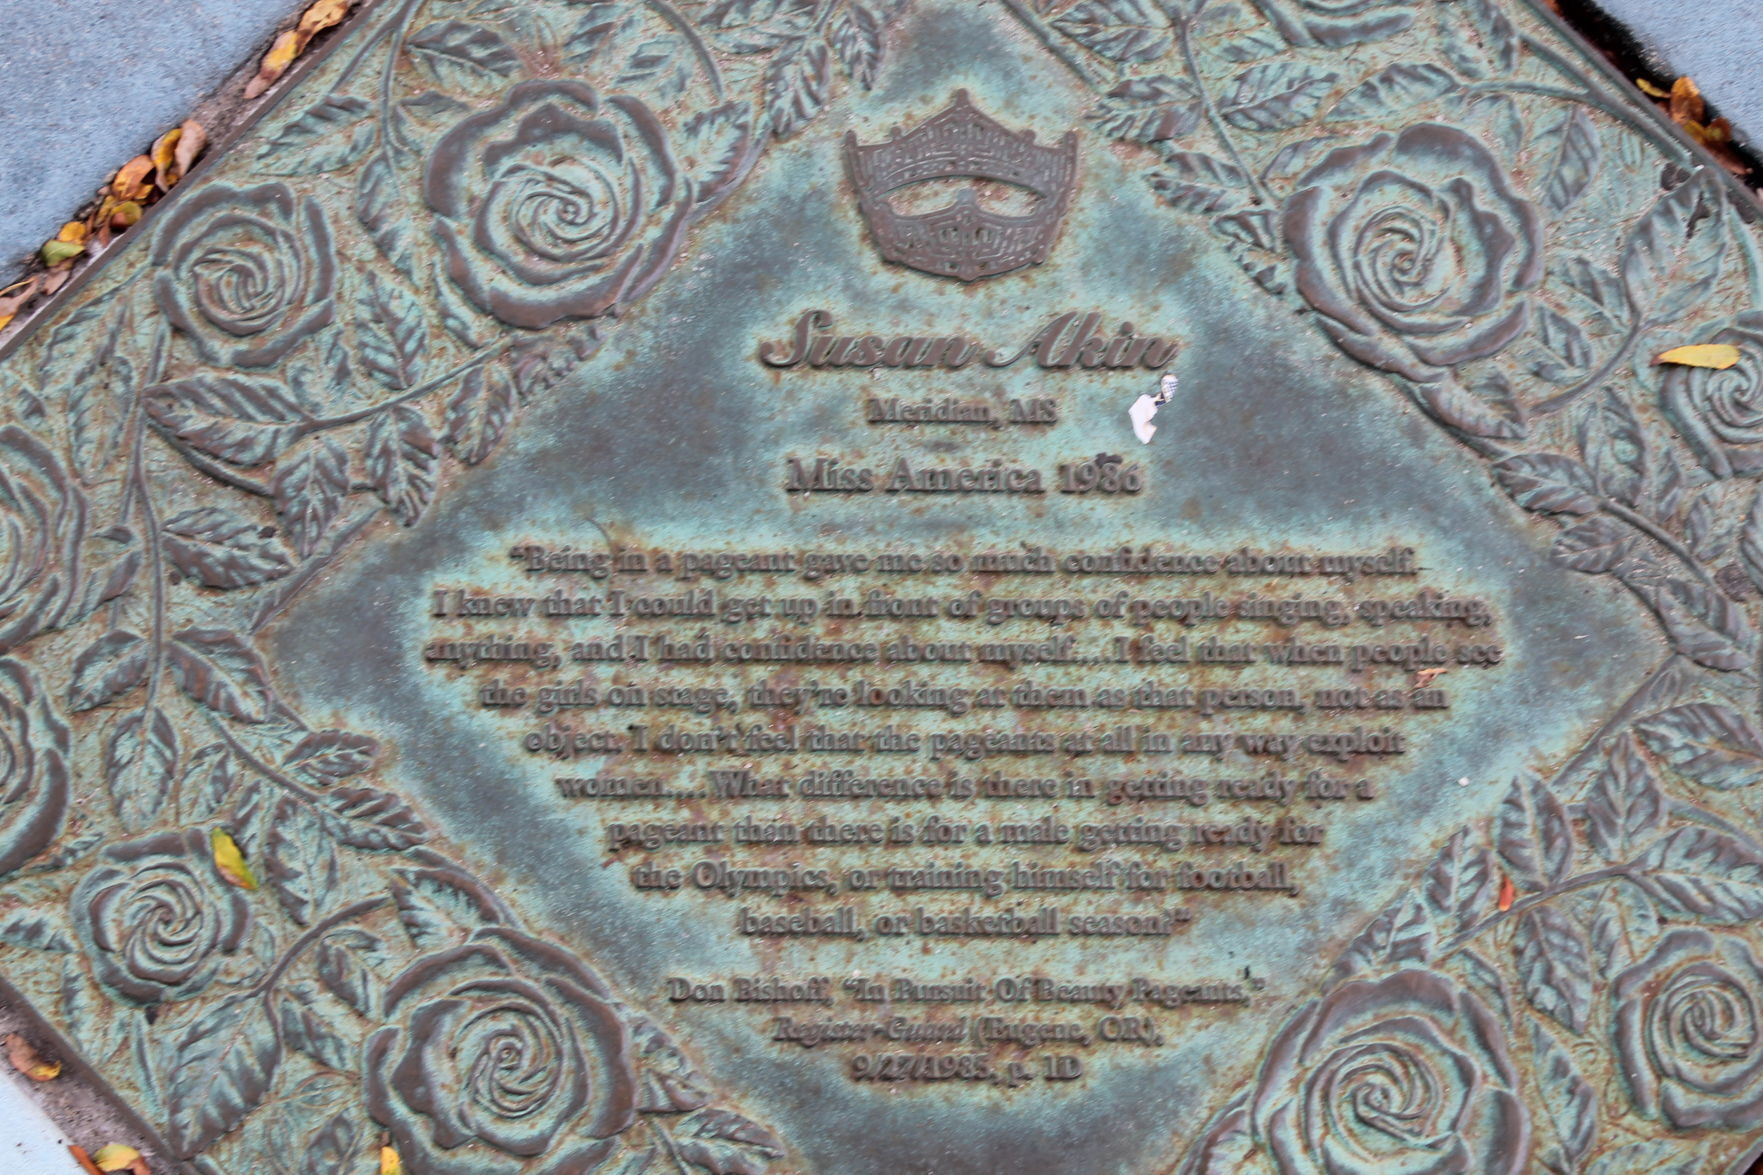 Susan Akin
Meridian, MS
Miss America 1986
"Being in a pageant gave me so much confidence about myself.
I knew that I could get up in front of groups of people singing, speaking,
anything, and I had confidence about myself.... I feel that when people see
the girls on stage, they're looking at them as that person, not as an
object. I don't feel that the pageants at all in any way exploit
women.... What difference is there in getting ready for a
pageant than there is for a male getting ready for
the Olympics, or training himself for football,
baseball, or basketball season?"
Don Bishoff, "In Pursuit Of Beauty Pageants,"
Register-Guard (Eugene, OR),
9/27/1985, p. 1D